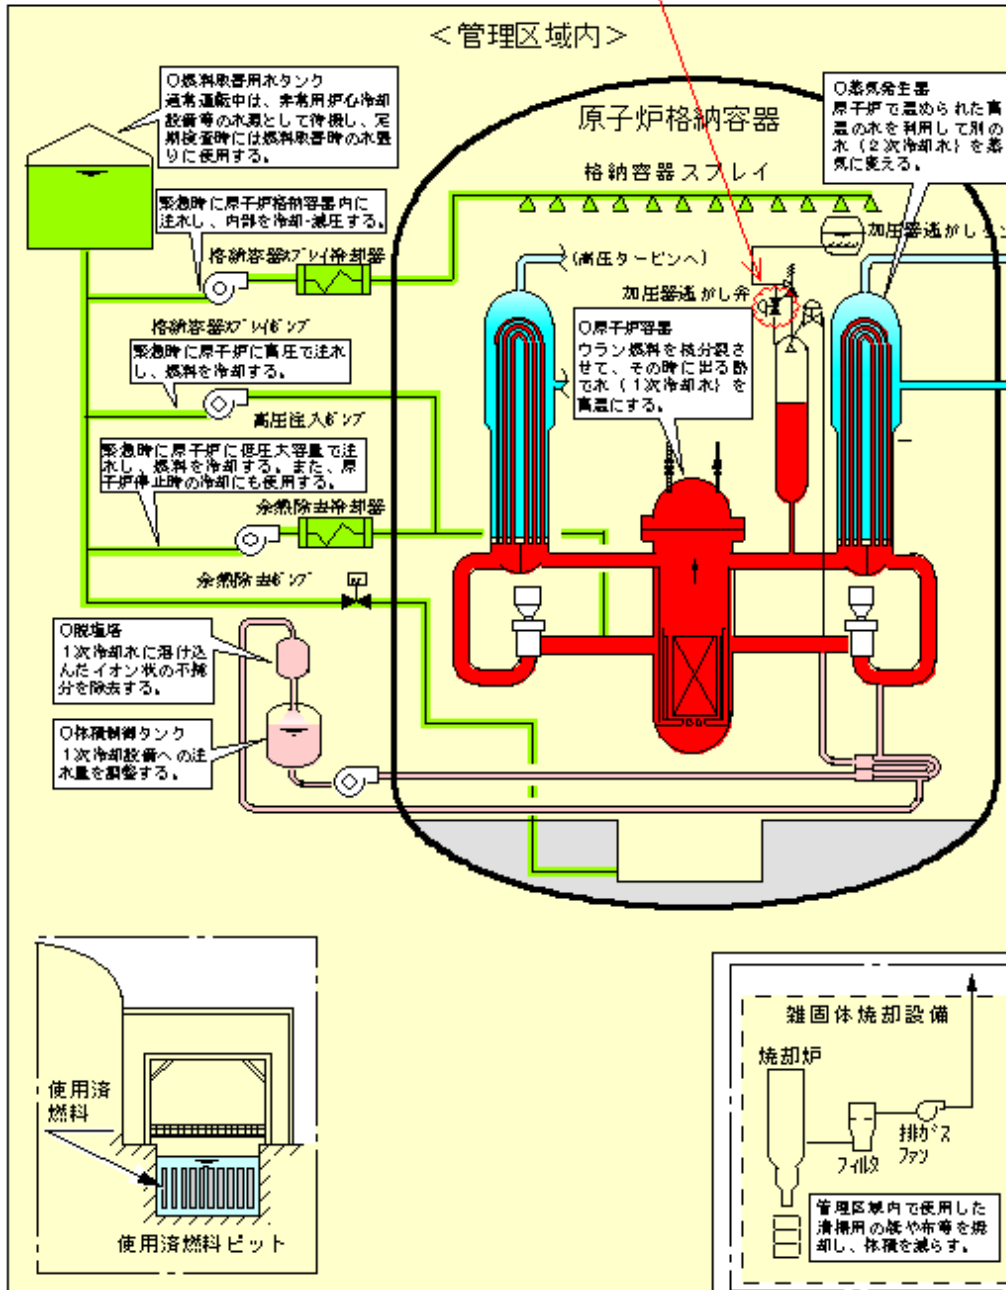 ＜管理区域内＞
○燃料取替用水タンク
通常運転中は、非常用炉心冷却
設備等の水源として待機し、定
期検査時には燃料取替時の水張
りに使用する。
○蒸気発生器
原子炉で温められた高
温の水を利用して別の
水（2次冷却水）を蒸
気に変える。
原子炉格納容器
格納容器スプレイ
緊急時に原子炉格納容器内に
注水し、内部を冷却・減圧する。
加圧器逃がしタン
格納容器ｽﾌﾟﾚｲ冷却器
(高圧タービンへ)
加圧器逃がし弁
格納容器ｽﾌﾟﾚｲﾎﾟﾝﾌﾟ
緊急時に原子炉に高圧で注水
し、燃料を冷却する。
○原子炉容器
ウラン燃料を核分裂さ
せて、その時に出る熱
で水（1次冷却水）を
高温にする。
高圧注入ﾎﾟﾝﾌﾟ
緊急時に原子炉に低圧大容量で注
水し、燃料を冷却する。また、原
子炉停止時の冷却にも使用する。
余熱除去冷却器
余熱除去ﾎﾟﾝﾌﾟ
○脱塩塔
1次冷却水に溶け込
んだイオン状の不純
分を除去する。
○体積制御タンク
1次冷却設備への注
水量を調整する。
使用済
燃料
使用済燃料ピット
雑固体焼却設備
焼却炉
フィルタ
排ｶﾞｽ
ファン
管理区域内で使用した
清掃用の紙や布等を焼
却し、体積を減らす。